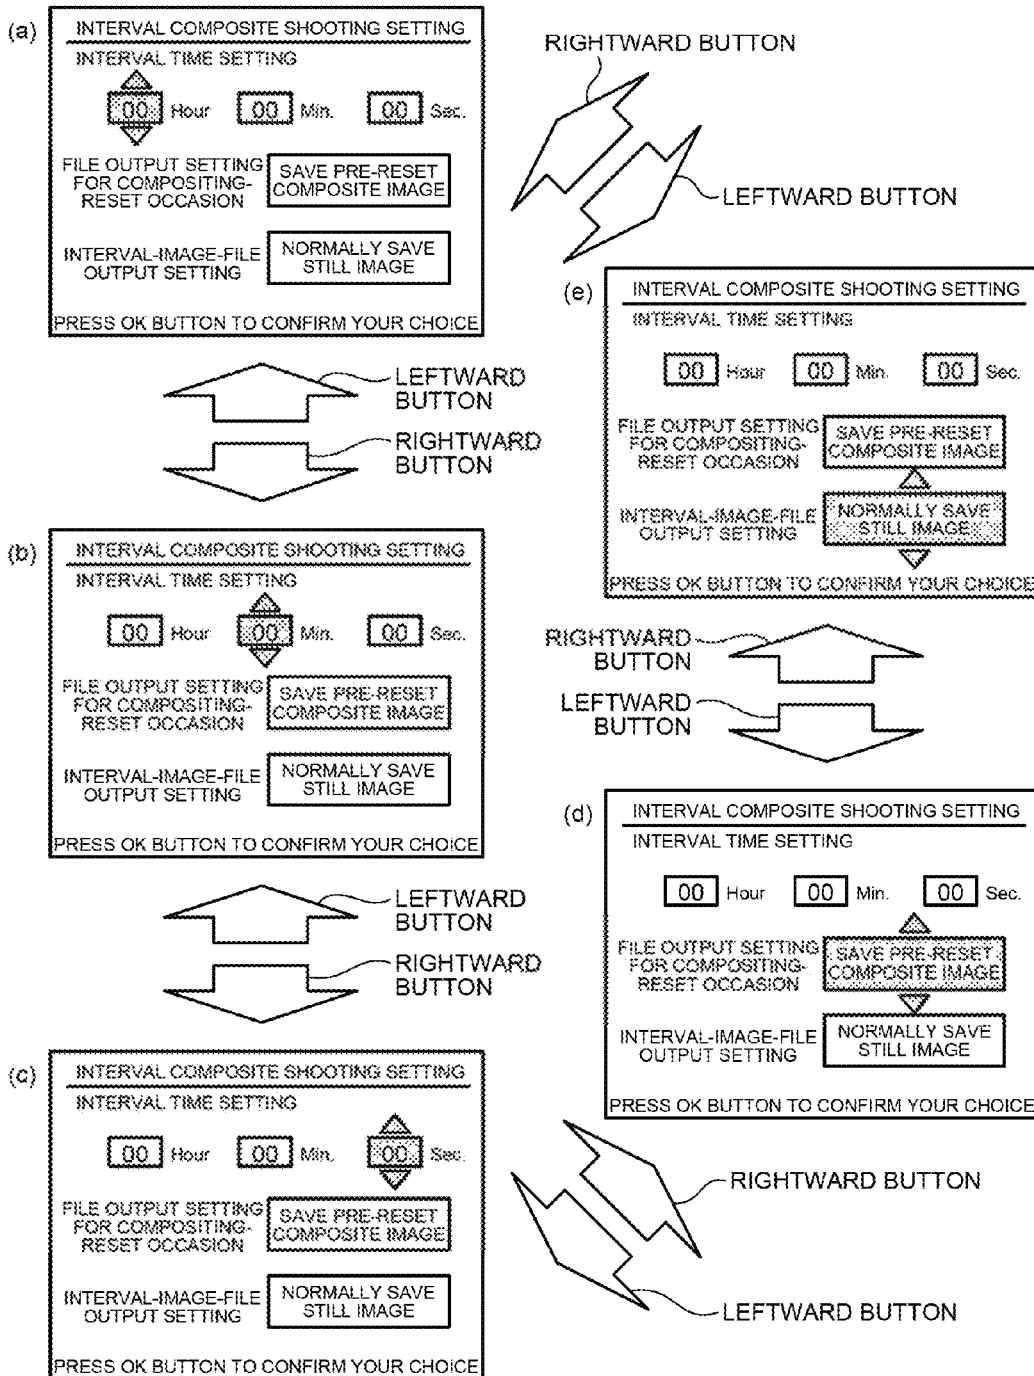 (a)
INTERVAL COMPOSITE SHOOTING SETTING
INTERVAL TIME SETTING
00 Hour 00 Min. 00 Sec.
FILE OUTPUT SETTING
FOR COMPOSITING-
RESET OCCASION
SAVE PRE-RESET
COMPOSITE IMAGE
INTERVAL-IMAGE-FILE
OUTPUT SETTING
NORMALLY SAVE
STILL IMAGE
PRESS OK BUTTON TO CONFIRM YOUR CHOICE
LEFTWARD
BUTTON
RIGHTWARD
BUTTON
(b)
INTERVAL COMPOSITE SHOOTING SETTING
INTERVAL TIME SETTING
00 Hour 00 Min. 00 Sec.
FILE OUTPUT SETTING
FOR COMPOSITING-
RESET OCCASION
SAVE PRE-RESET
COMPOSITE IMAGE
INTERVAL-IMAGE-FILE
OUTPUT SETTING
NORMALLY SAVE
STILL IMAGE
PRESS OK BUTTON TO CONFIRM YOUR CHOICE
LEFTWARD
BUTTON
RIGHTWARD
BUTTON
(c)
INTERVAL COMPOSITE SHOOTING SETTING
INTERVAL TIME SETTING
00 Hour 00 Min. 00 Sec.
FILE OUTPUT SETTING
FOR COMPOSITING-
RESET OCCASION
SAVE PRE-RESET
COMPOSITE IMAGE
INTERVAL-IMAGE-FILE
OUTPUT SETTING
NORMALLY SAVE
STILL IMAGE
PRESS OK BUTTON TO CONFIRM YOUR CHOICE
RIGHTWARD BUTTON
LEFTWARD BUTTON
(e)
INTERVAL COMPOSITE SHOOTING SETTING
INTERVAL TIME SETTING
00 Hour 00 Min. 00 Sec.
FILE OUTPUT SETTING
FOR COMPOSITING-
RESET OCCASION
SAVE PRE-RESET
COMPOSITE IMAGE
INTERVAL-IMAGE-FILE
OUTPUT SETTING
NORMALLY SAVE
STILL IMAGE
PRESS OK BUTTON TO CONFIRM YOUR CHOICE
RIGHTWARD
BUTTON
LEFTWARD
BUTTON
(d)
INTERVAL COMPOSITE SHOOTING SETTING
INTERVAL TIME SETTING
00 Hour 00 Min. 00 Sec.
FILE OUTPUT SETTING
FOR COMPOSITING-
RESET OCCASION
SAVE PRE-RESET
COMPOSITE IMAGE
INTERVAL-IMAGE-FILE
OUTPUT SETTING
NORMALLY SAVE
STILL IMAGE
PRESS OK BUTTON TO CONFIRM YOUR CHOICE
RIGHTWARD BUTTON
LEFTWARD BUTTON